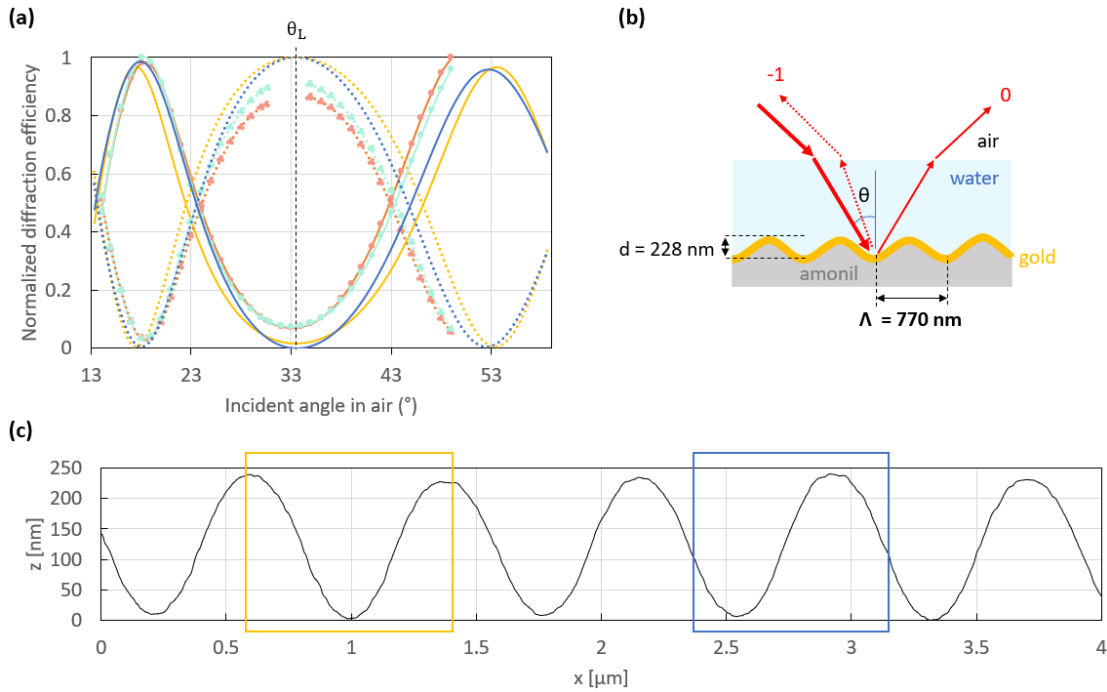 (a)
θL
Normalized diffraction efficiency
1
0.8
0.6
0.4
0.2
0
13
23
33
43
53
Incident angle in air (°)
(b)
-1
0
air
water
θ
d = 228 nm
gold
amonil
Λ = 770 nm
(c)
z [nm]
250
200
150
100
50
0
0
0.5
1
1.5
2
2.5
3
3.5
4
x [µm]